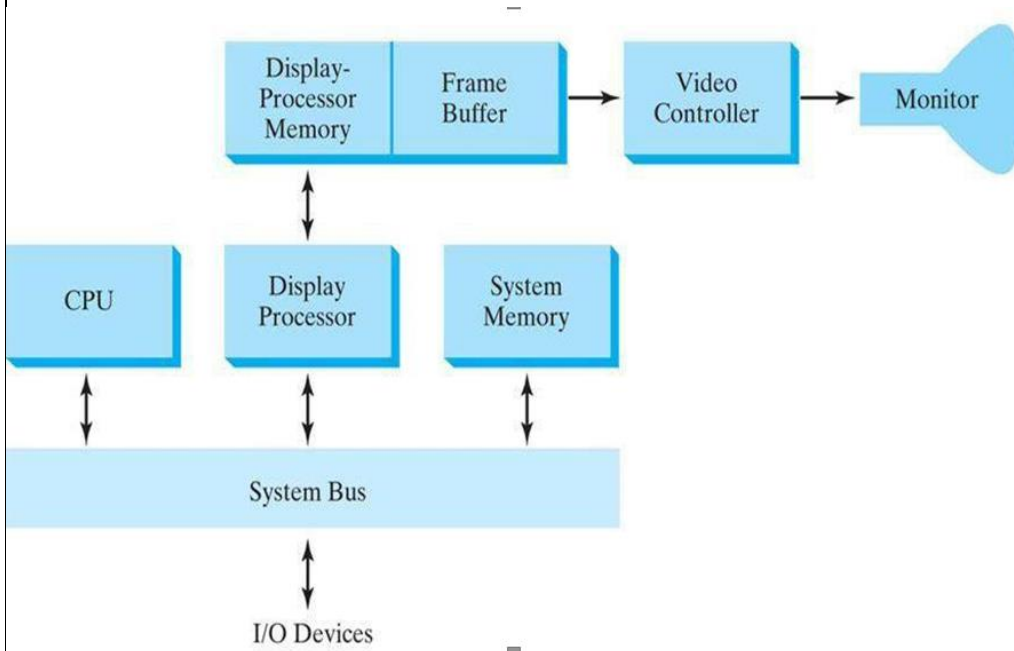 Display-
Processor
Memory
Frame
Buffer
Video
Controller
Monitor
CPU
Display
Processor
System
Memory
System Bus
I/O Devices